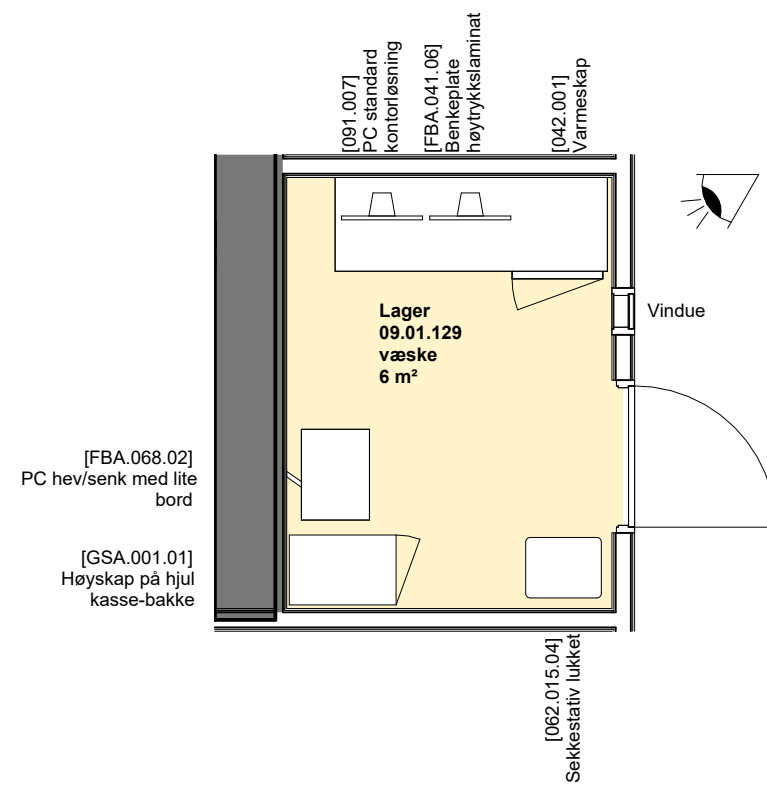 [091.007]
PC standard
kontorløsning
[FBA.041.06]
Benkeplate
høytrykkslaminat
[042.001]
Varmeskap
Vindue
Lager
09.01.129
væske
6 m²
[FBA.068.02]
PC hev/senk med lite
bord
[GSA.001.01]
Høyskap på hjul
kasse-bakke
[062.015.04]
Sekkestativ lukket